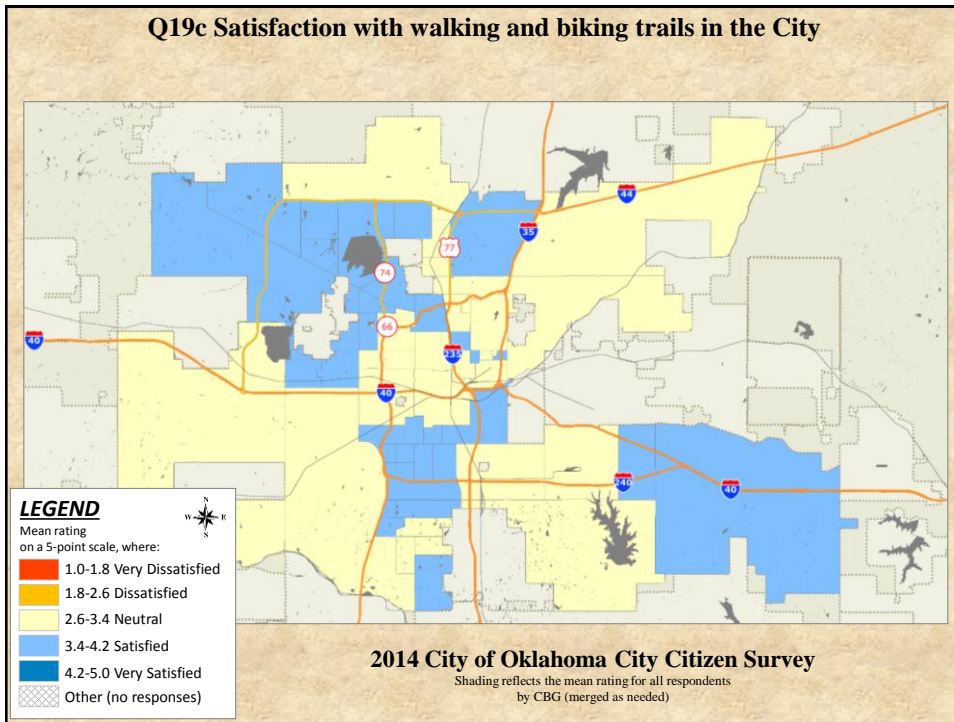 Q19c Satisfaction with walking and biking trails in the City
44
35
77
74
66
40
235
40
240
40
LEGEND
N
W E
S
Mean rating
on a 5-point scale, where:
1.0-1.8 Very Dissatisfied
1.8-2.6 Dissatisfied
2.6-3.4 Neutral
3.4-4.2 Satisfied
4.2-5.0 Very Satisfied
Other (no responses)
2014 City of Oklahoma City Citizen Survey
Shading reflects the mean rating for all respondents
by CBG (merged as needed)